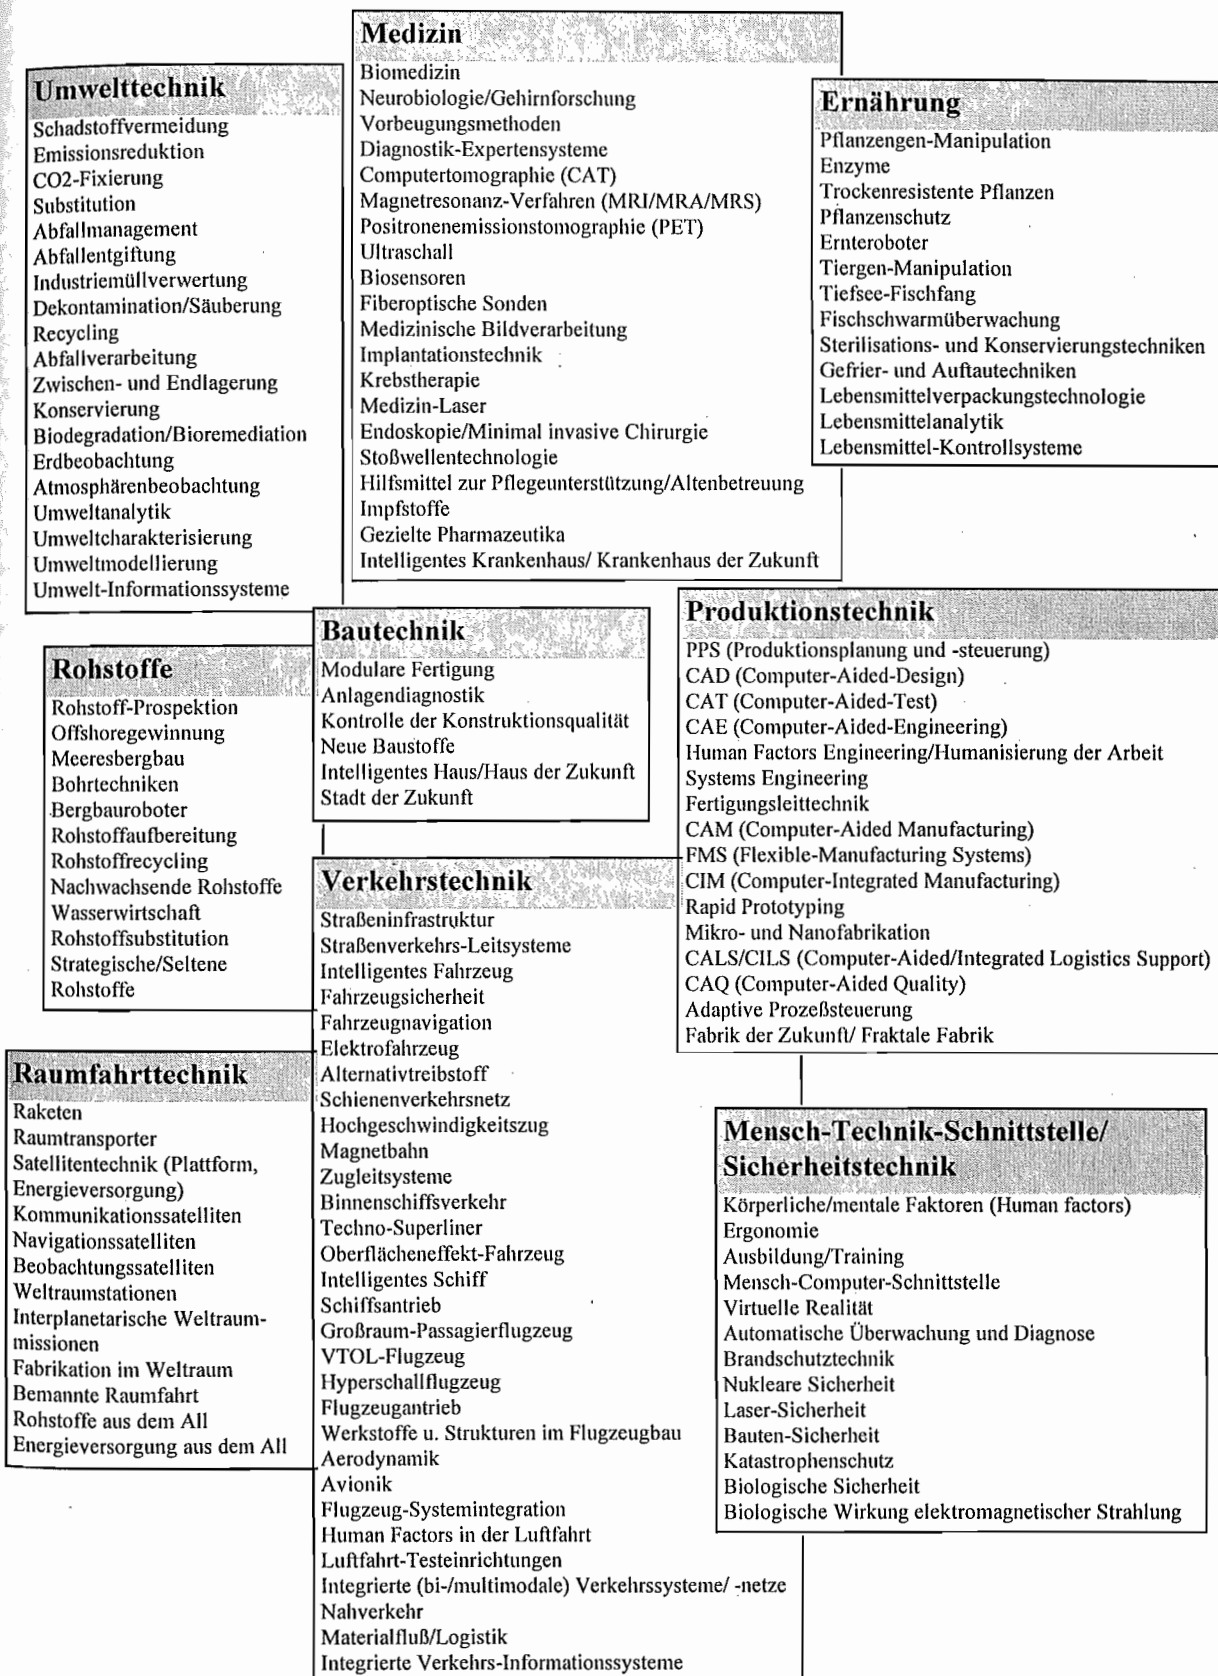 Umwelttechnik
Schadstoffvermeidung
Emissionsreduktion
CO2-Fixierung
Substitution
Abfallmanagement
Abfallentgiftung
Industriemüllverwertung
Dekontamination/Säuberung
Recycling
Abfallverarbeitung
Zwischen- und Endlagerung
Konservierung
Biodegradation/Bioremediation
Erdbeobachtung
Atmosphärenbeobachtung
Umweltanalytik
Umweltcharakterisierung
Umweltmodellierung
Umwelt-Informationssysteme
Medizin
Biomedizin
Neurobiologie/Gehirnforschung
Vorbeugungsmethoden
Diagnostik-Expertensysteme
Computertomographie (CAT)
Magnetresonanz-Verfahren (MRI/MRA/MRS)
Positronenemissionstomographie (PET)
Ultraschall
Biosensoren
Fiberoptische Sonden
Medizinische Bildverarbeitung
Implantationstechnik
Krebstherapie
Medizin-Laser
Endoskopie/Minimal invasive Chirurgie
Stoßwellentechnologie
Hilfsmittel zur Pflegeunterstützung/Altenbetreuung
Impfstoffe
Gezielte Pharmazeutika
Intelligentes Krankenhaus/ Krankenhaus der Zukunft
Ernährung
Pflanzengen-Manipulation
Enzyme
Trockenresistente Pflanzen
Pflanzenschutz
Ernteroboter
Tiergen-Manipulation
Tiefsee-Fischfang
Fischschwarmüberwachung
Sterilisations- und Konservierungstechniken
Gefrier- und Auftautechniken
Lebensmittelverpackungstechnologie
Lebensmittelanalytik
Lebensmittel-Kontrollsysteme
Rohstoffe
Rohstoff-Prospektion
Offshoregewinnung
Meeresbergbau
Bohrtechniken
Bergbauroboter
Rohstoffaufbereitung
Rohstoffrecycling
Nachwachsende Rohstoffe
Wasserwirtschaft
Rohstoffsubstitution
Strategische/Seltene
Rohstoffe
Bautechnik
Modulare Fertigung
Anlagendiagnostik
Kontrolle der Konstruktionsqualität
Neue Baustoffe
Intelligentes Haus/Haus der Zukunft
Stadt der Zukunft
Produktionstechnik
PPS (Produktionsplanung und -steuerung)
CAD (Computer-Aided-Design)
CAT (Computer-Aided-Test)
CAE (Computer-Aided-Engineering)
Human Factors Engineering/Humanisierung der Arbeit
Systems Engineering
Fertigungsleittechnik
CAM (Computer-Aided Manufacturing)
FMS (Flexible-Manufacturing Systems)
CIM (Computer-Integrated Manufacturing)
Rapid Prototyping
Mikro- und Nanofabrikation
CALS/CILS (Computer-Aided/Integrated Logistics Support)
CAQ (Computer-Aided Quality)
Adaptive Prozeßsteuerung
Fabrik der Zukunft/ Fraktale Fabrik
Raumfahrttechnik
Raketen
Raumtransporter
Satellitentechnik (Plattform,
Energieversorgung)
Kommunikationssatelliten
Navigationssatelliten
Beobachtungssatelliten
Weltraumstationen
Interplanetarische Weltraum-
missionen
Fabrikation im Weltraum
Bemannte Raumfahrt
Rohstoffe aus dem All
Energieversorgung aus dem All
Verkehrstechnik
Straßeninfrastruktur
Straßenverkehrs-Leitsysteme
Intelligentes Fahrzeug
Fahrzeugsicherheit
Fahrzeugnavigation
Elektrofahrzeug
Alternativtreibstoff
Schienenverkehrsnetz
Hochgeschwindigkeitszug
Magnetbahn
Zugleitsysteme
Binnenschiffsverkehr
Techno-Superliner
Oberflächeneffekt-Fahrzeug
Intelligentes Schiff
Schiffsantrieb
Großraum-Passagierflugzeug
VTOL-Flugzeug
Hyperschallflugzeug
Flugzeugantrieb
Werkstoffe u. Strukturen im Flugzeugbau
Aerodynamik
Avionik
Flugzeug-Systemintegration
Human Factors in der Luftfahrt
Luftfahrt-Testeinrichtungen
Integrierte (bi-/multimodale) Verkehrssysteme/ -netze
Nahverkehr
Materialfluß/Logistik
Integrierte Verkehrs-Informationssysteme
Mensch-Technik-Schnittstelle/
Sicherheitstechnik
Körperliche/mentale Faktoren (Human factors)
Ergonomie
Ausbildung/Training
Mensch-Computer-Schnittstelle
Virtuelle Realität
Automatische Überwachung und Diagnose
Brandschutztechnik
Nukleare Sicherheit
Laser-Sicherheit
Bauten-Sicherheit
Katastrophenschutz
Biologische Sicherheit
Biologische Wirkung elektromagnetischer Strahlung